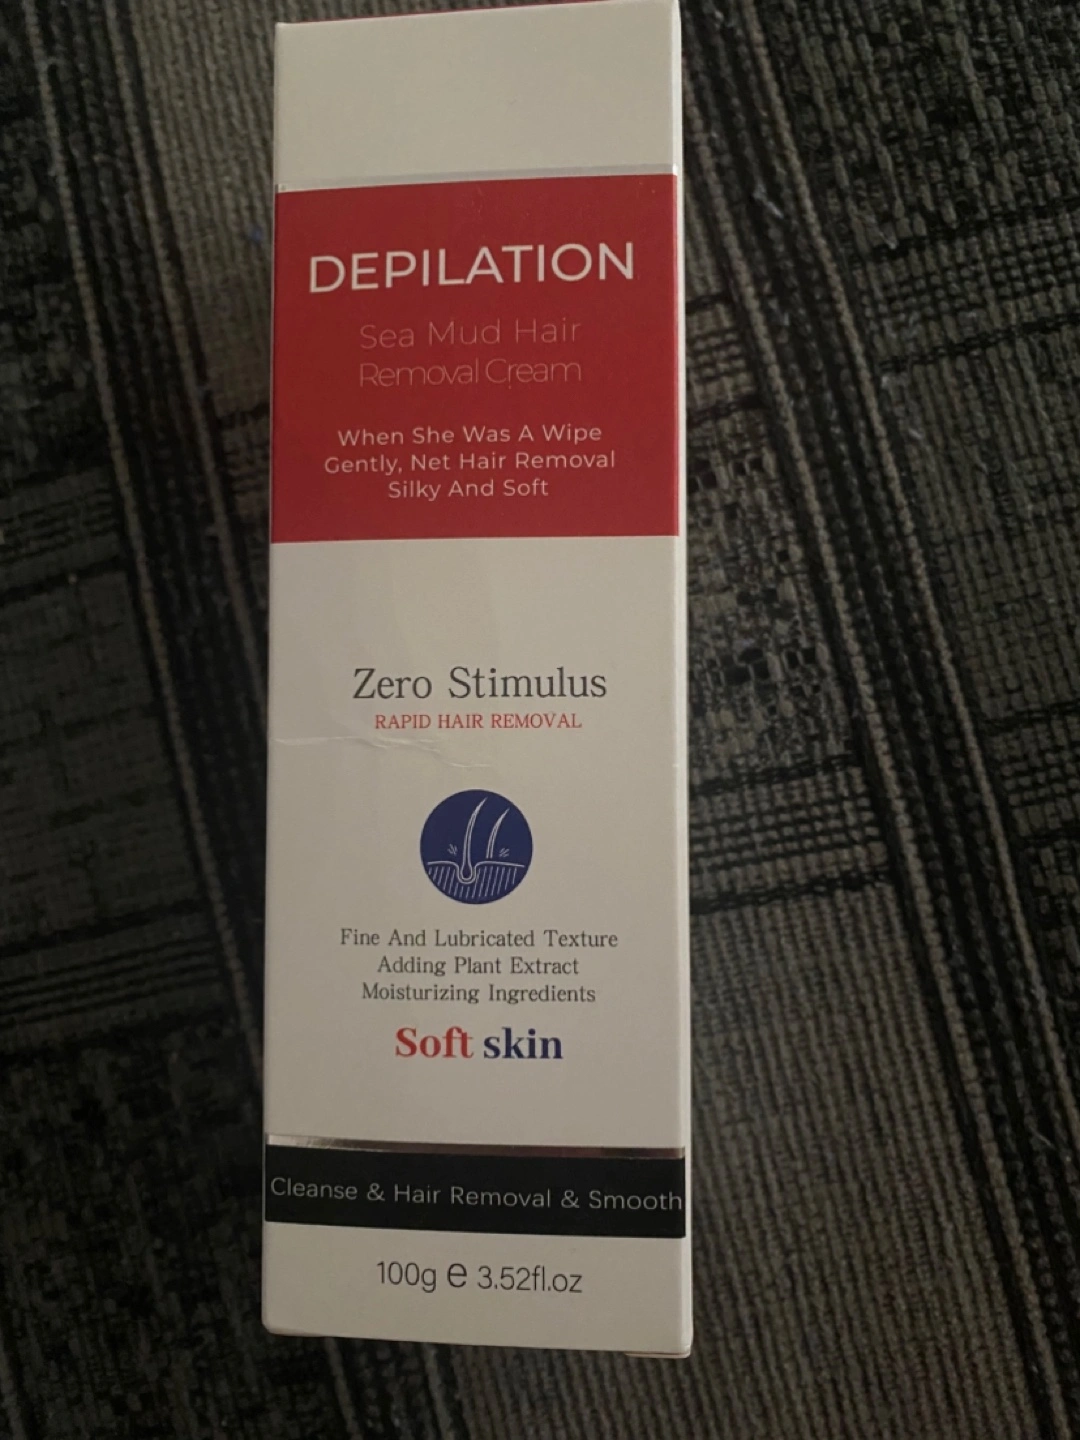 DEPILATION
Sea Mud Hair
Removal Cream
When She Was A Wipe
Gently, Net Hair Removal
Silky And Soft
Zero Stimulus
RAPID HAIR REMOVAL
Fine And Lubricated Texture
Adding Plant Extract
Moisturizing Ingredients
Soft skin
Cleanse & Hair Removal & Smooth
100g e 3.52fl.oz